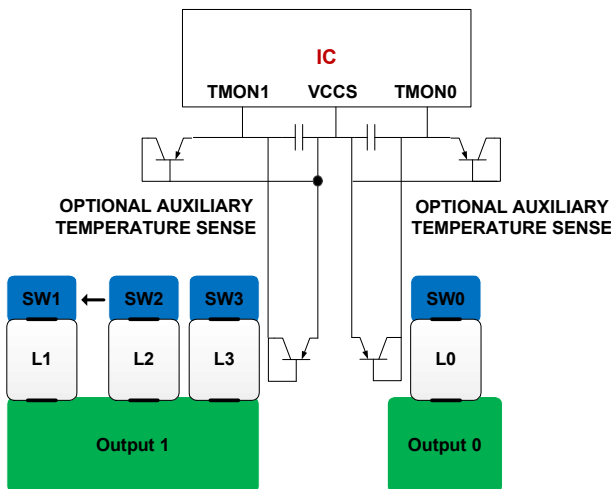 IC
TMON1 VCCS TMON0
OPTIONAL AUXILIARY
TEMPERATURE SENSE
OPTIONAL AUXILIARY
TEMPERATURE SENSE
SW1 SW2 SW3 SW0
L1 L2 L3 L0
Output 1 Output 0